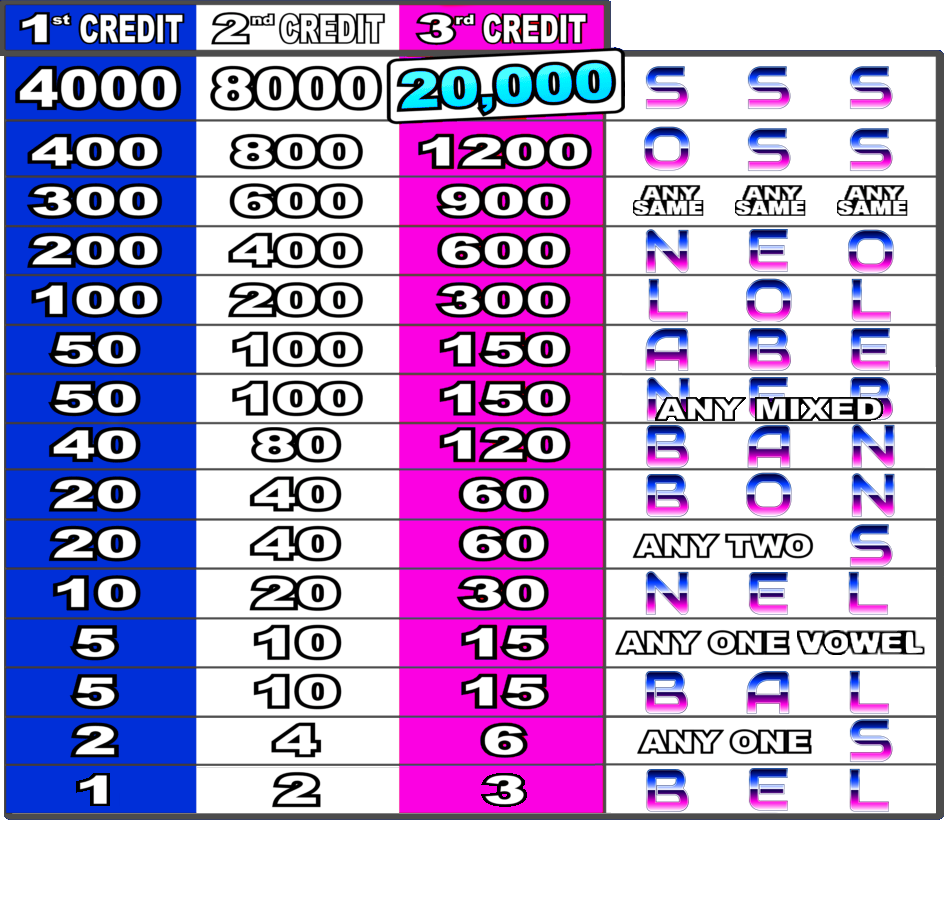 1st CREDIT 2nd CREDIT 3rd CREDIT
4000 8000 20,000 S S S
400 800 1200 O S S
300 600 900 ANY SAME ANY SAME ANY SAME
200 400 600 N E O
100 200 300 L O L
50 100 150 A B E
50 100 150 N E B ANY MIXED
40 80 120 B A N
20 40 60 B O N
20 40 60 ANY TWO S
10 20 30 N E L
5 10 15 ANY ONE VOWEL
5 10 15 B A L
2 4 6 ANY ONE S
1 2 3 B E L